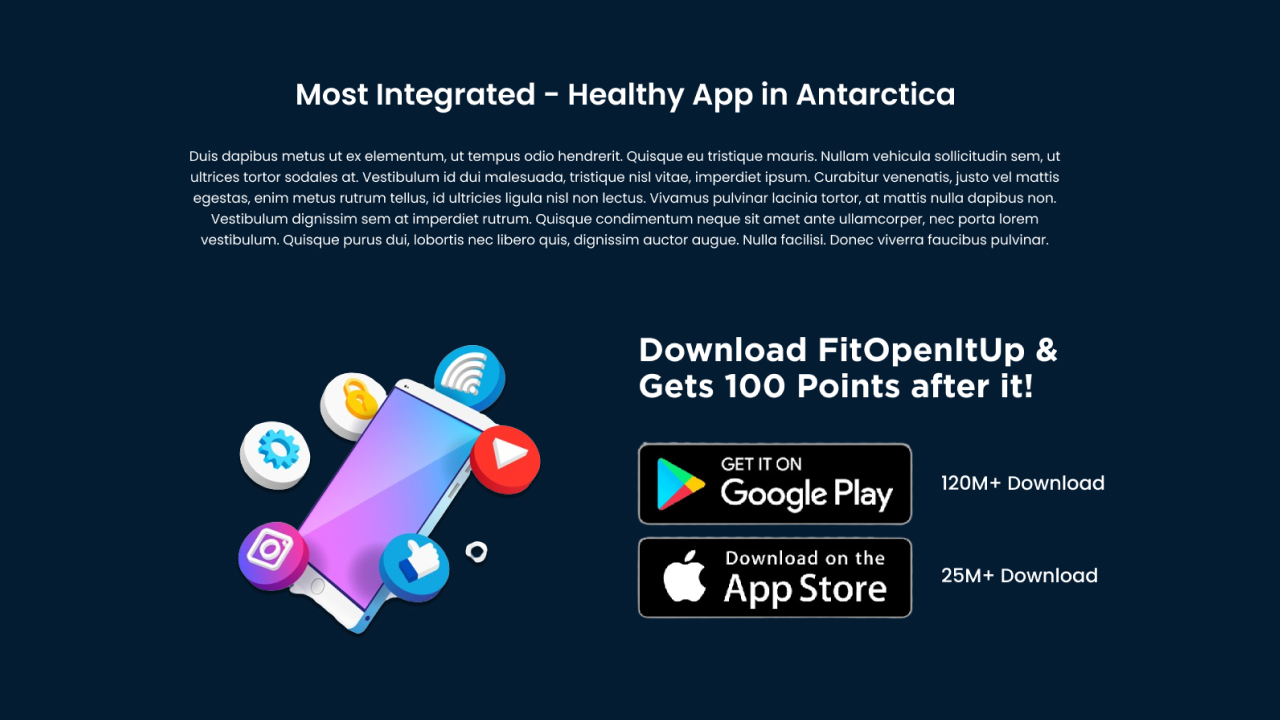 Most Integrated - Healthy App in Antarctica
Duis dapibus metus ut ex elementum, ut tempus odio hendrerit. Quisque eu tristique mauris. Nullam vehicula sollicitudin sem, ut
ultrices tortor sodales at. Vestibulum id dui malesuada, tristique nisl vitae, imperdiet ipsum. Curabitur venenatis, justo vel mattis
egestas, enim metus rutrum tellus, id ultricies ligula nisl non lectus. Vivamus pulvinar lacinia tortor, at mattis nulla dapibus non.
Vestibulum dignissim sem at imperdiet rutrum. Quisque condimentum neque sit amet ante ullamcorper, nec porta lorem
vestibulum. Quisque purus dui, lobortis nec libero quis, dignissim auctor augue. Nulla facilisi. Donec viverra faucibus pulvinar.
Download FitOpenItUp &
Gets 100 Points after it!
GET IT ON
Google Play
120M+ Download
Download on the
App Store
25M+ Download